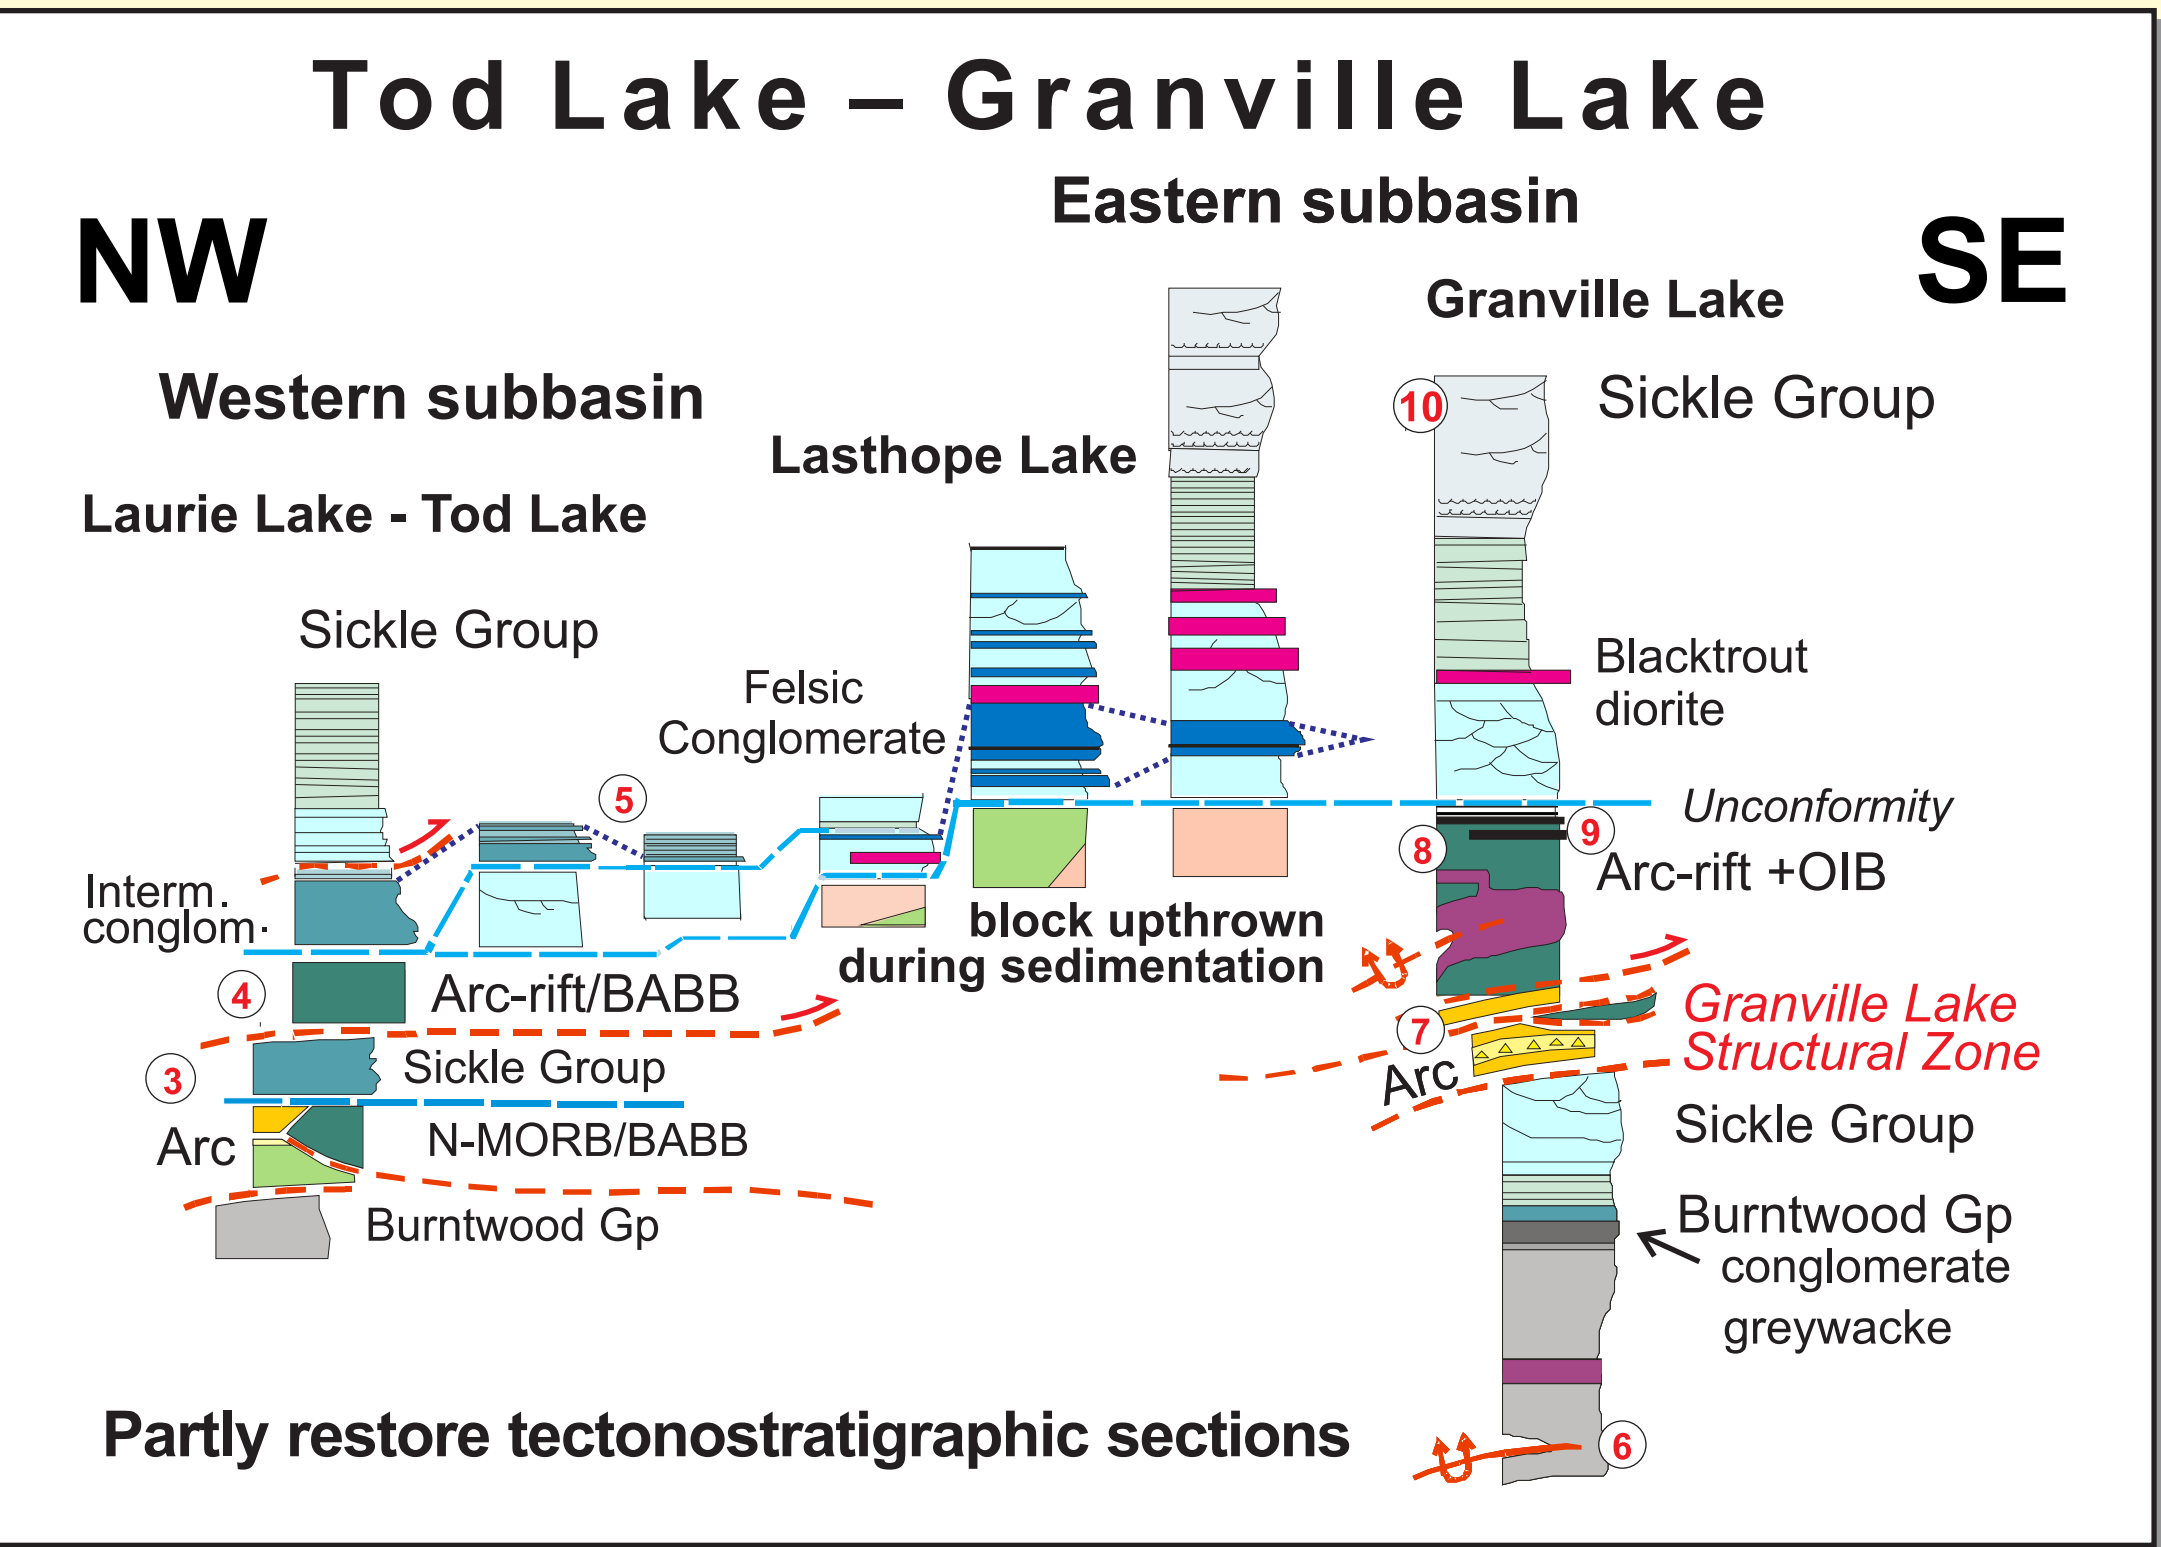 Tod Lake – Granville Lake
Eastern subbasin
NW
SE
Granville Lake
Western subbasin
Sickle Group
10
Lasthope Lake
Laurie Lake - Tod Lake
Sickle Group
Felsic
Conglomerate
Blacktrout
diorite
5
Unconformity
8
9
Arc-rift +OIB
Interm.
conglom.
block upthrown
during sedimentation
4
Arc-rift/BABB
Granville Lake
Structural Zone
7
Arc
3
Sickle Group
Sickle Group
Arc
N-MORB/BABB
Burntwood Gp
conglomerate
greywacke
Burntwood Gp
Partly restore tectonostratigraphic sections
6